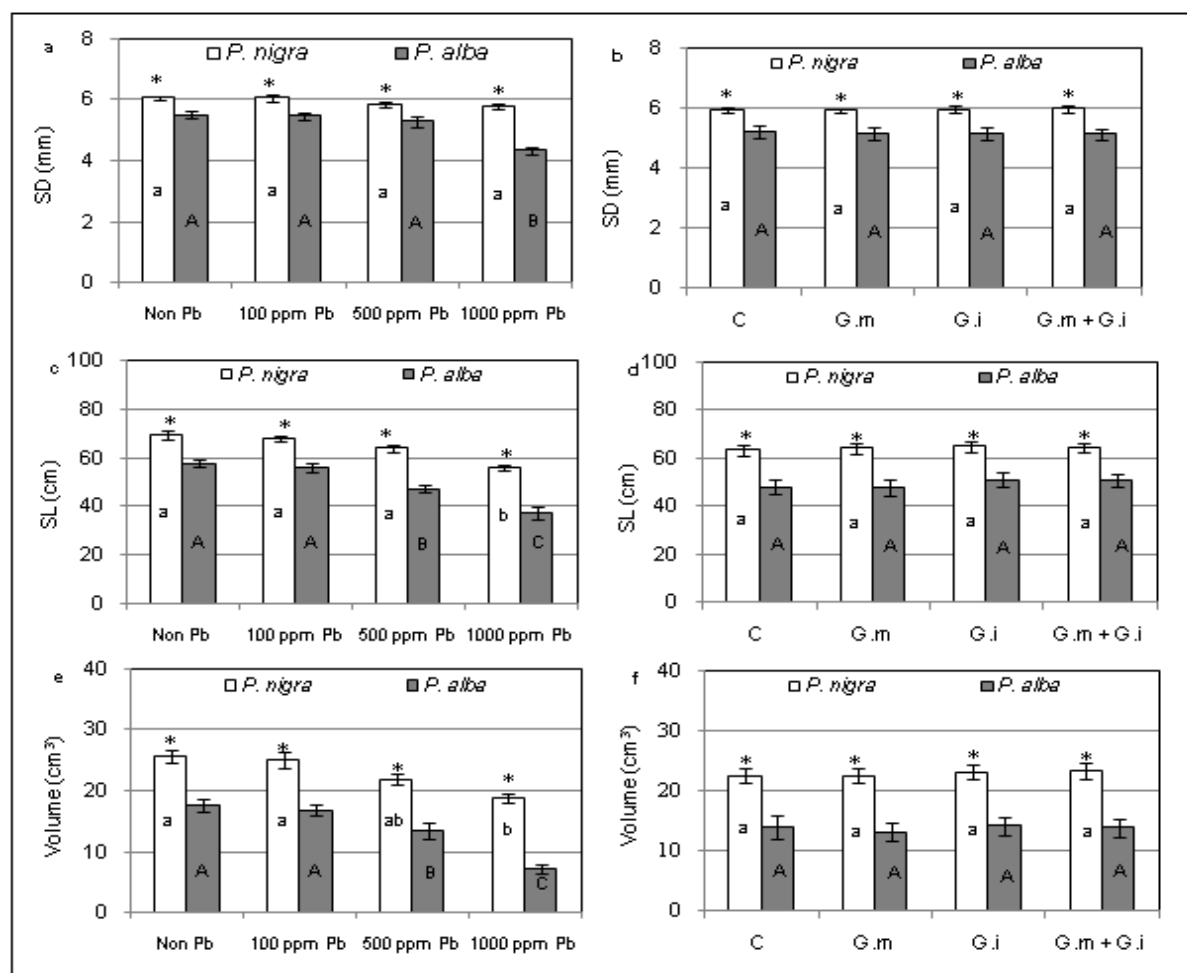 a
P. nigra P. alba
SD (mm)
8
6
4
2
0
* * * *
a A a A a A a B
Non Pb 100 ppm Pb 500 ppm Pb 1000 ppm Pb
b
P. nigra P. alba
SD (mm)
8
6
4
2
0
* * * *
a A a A a A a A
C G.m G.i G.m + G.i
c
P. nigra P. alba
SL (cm)
100
80
60
40
20
0
* * * *
a A a A a B b C
Non Pb 100 ppm Pb 500 ppm Pb 1000 ppm Pb
d
P. nigra P. alba
SL (cm)
100
80
60
40
20
0
* * * *
a A a A a A a A
C G.m G.i G.m + G.i
e
P. nigra P. alba
Volume (cm³)
40
30
20
10
0
* * * *
a A a A ab B b C
Non Pb 100 ppm Pb 500 ppm Pb 1000 ppm Pb
f
P. nigra P. alba
Volume (cm³)
40
30
20
10
0
* * * *
a A a A a A a A
C G.m G.i G.m + G.i